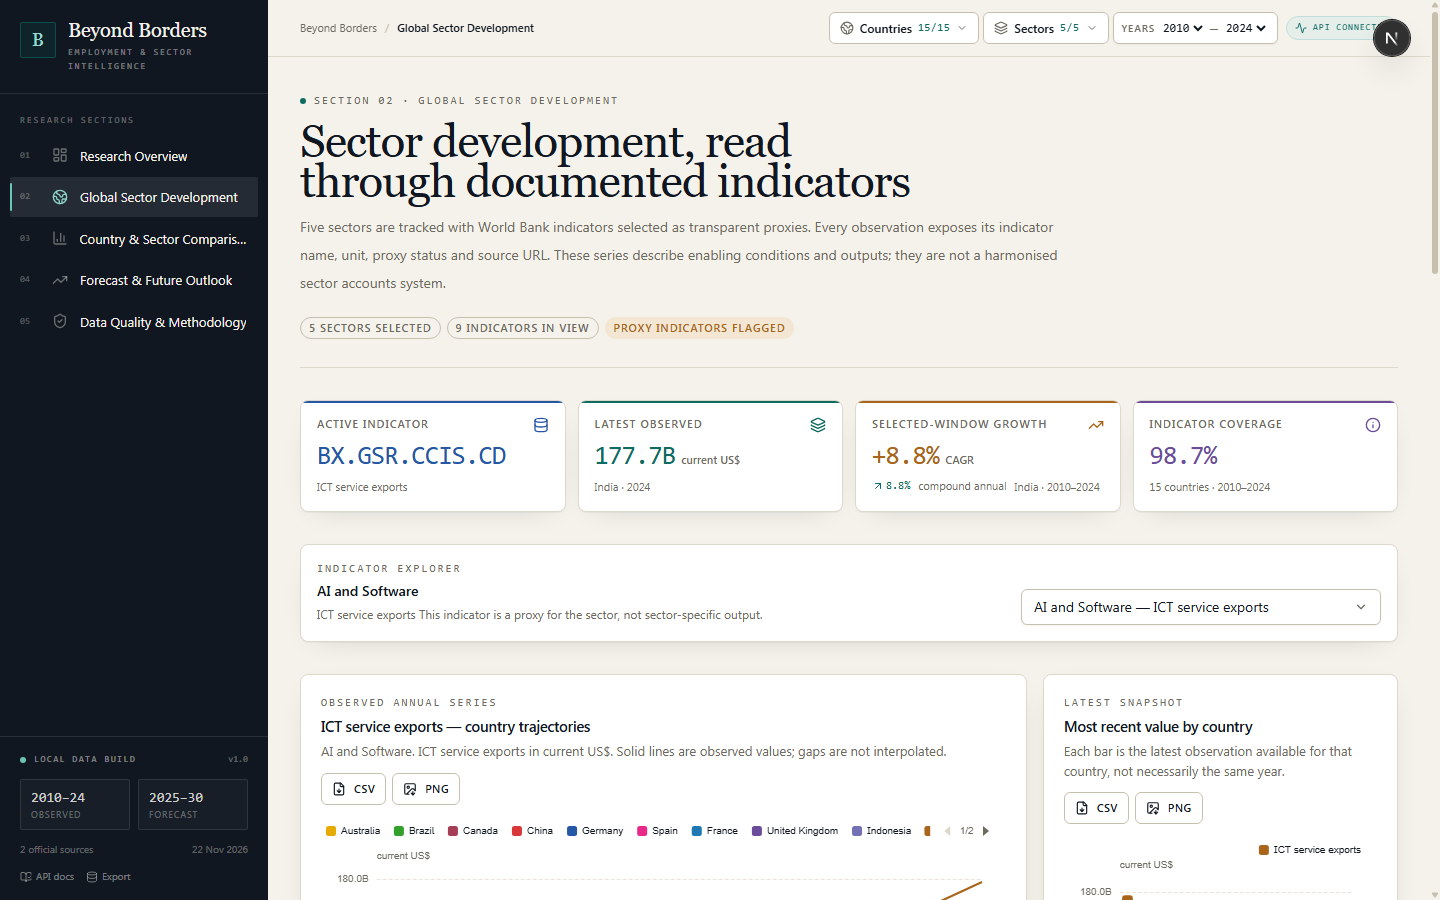 B
Beyond Borders
EMPLOYMENT & SECTOR
INTELLIGENCE
RESEARCH SECTIONS
01 Research Overview
02 Global Sector Development
03 Country & Sector Comparis...
04 Forecast & Future Outlook
05 Data Quality & Methodology
LOCAL DATA BUILD v1.0
2010–24
OBSERVED
2025–30
FORECAST
2 official sources 22 Nov 2026
API docs Export
Beyond Borders / Global Sector Development
Countries 15/15
Sectors 5/5
YEARS 2010 — 2024
API CONNECT
N
SECTION 02 · GLOBAL SECTOR DEVELOPMENT
Sector development, read
through documented indicators
Five sectors are tracked with World Bank indicators selected as transparent proxies. Every observation exposes its indicator
name, unit, proxy status and source URL. These series describe enabling conditions and outputs; they are not a harmonised
sector accounts system.
5 SECTORS SELECTED 9 INDICATORS IN VIEW PROXY INDICATORS FLAGGED
ACTIVE INDICATOR
BX.GSR.CCIS.CD
ICT service exports
LATEST OBSERVED
177.7B current US$
India · 2024
SELECTED-WINDOW GROWTH
+8.8% CAGR
8.8% compound annual India · 2010–2024
INDICATOR COVERAGE
98.7%
15 countries · 2010–2024
INDICATOR EXPLORER
AI and Software
ICT service exports This indicator is a proxy for the sector, not sector-specific output.
AI and Software — ICT service exports
OBSERVED ANNUAL SERIES
ICT service exports — country trajectories
AI and Software. ICT service exports in current US$. Solid lines are observed values; gaps are not interpolated.
CSV PNG
Australia Brazil Canada China Germany Spain France United Kingdom Indonesia 1/2
current US$
180.0B
LATEST SNAPSHOT
Most recent value by country
Each bar is the latest observation available for that
country, not necessarily the same year.
CSV PNG
ICT service exports
current US$
180.0B